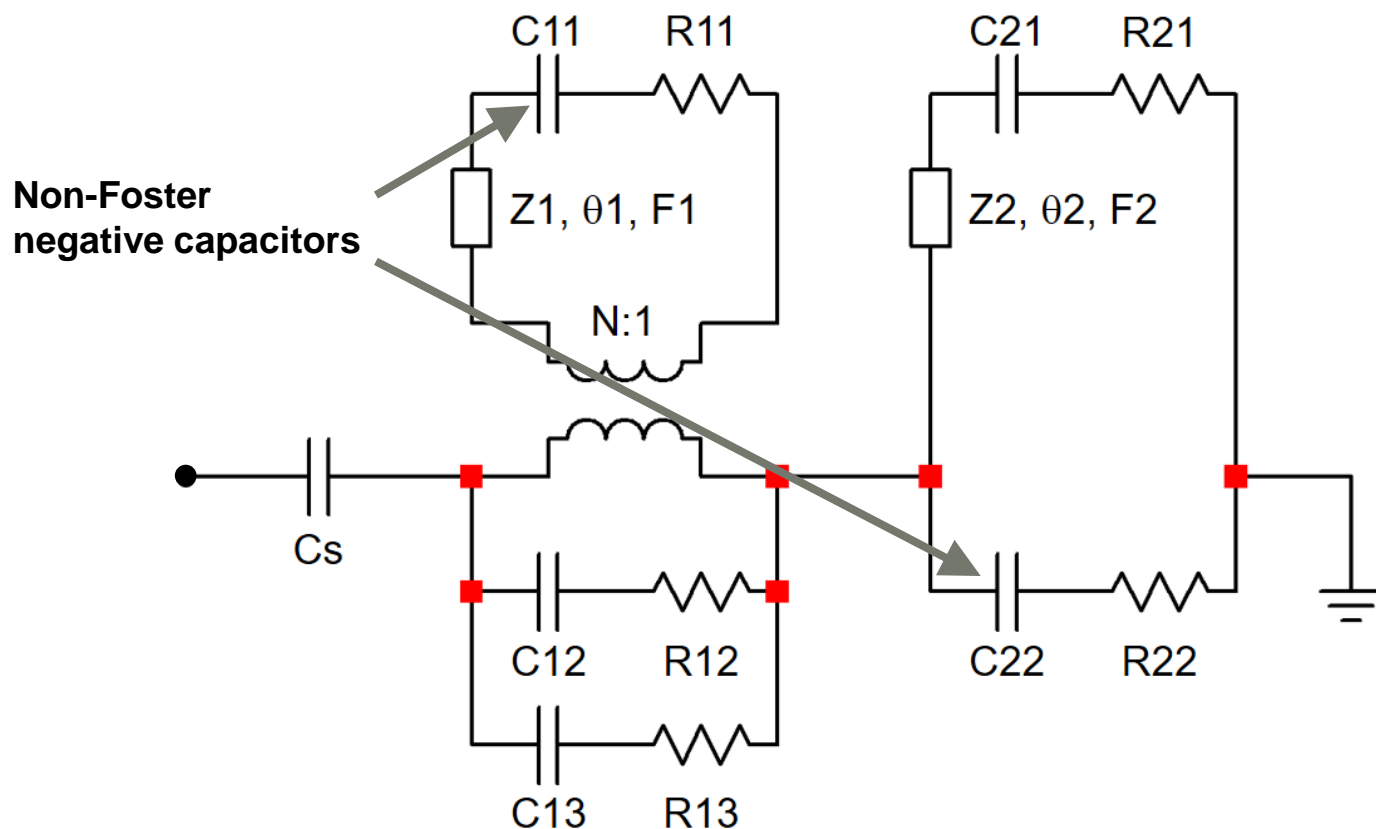 C11 R11 C21 R21
Non-Foster
negative capacitors
Z1, θ1, F1 Z2, θ2, F2
N:1
Cs
C12 R12 C22 R22
C13 R13